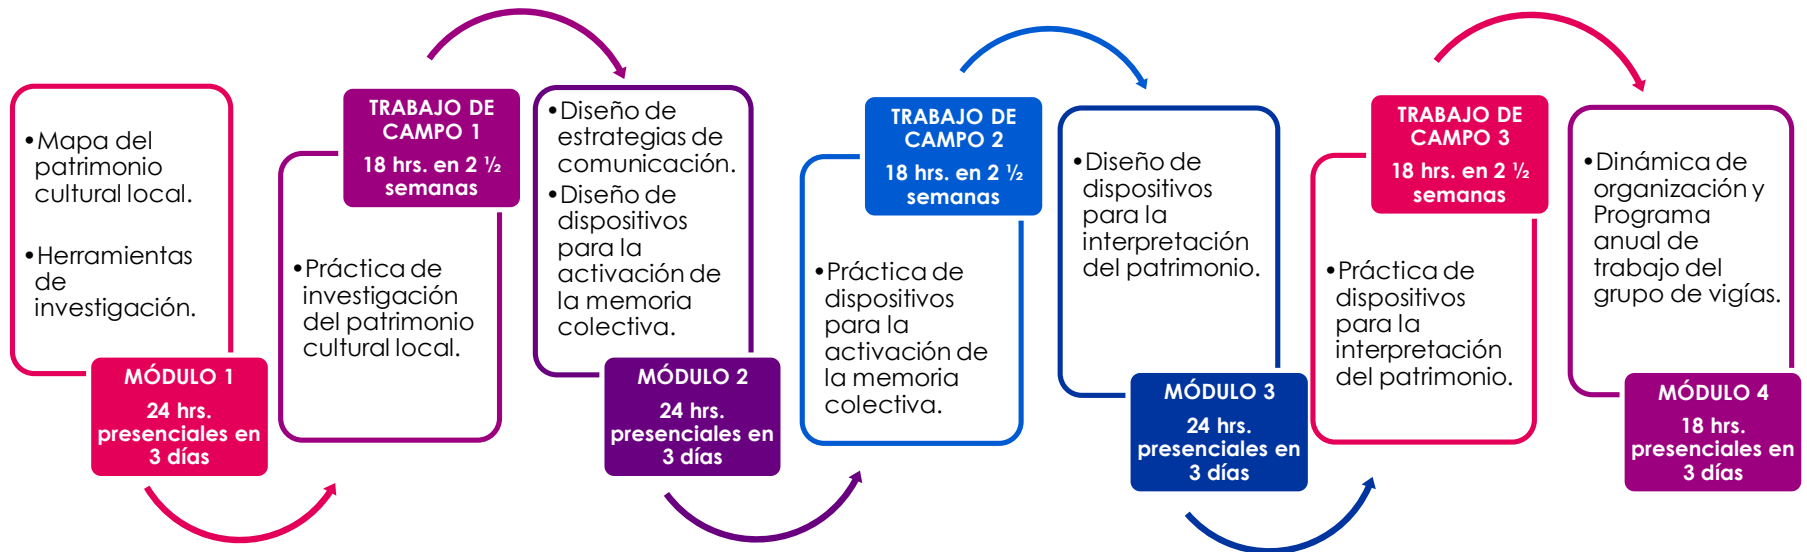 •Mapa del
patrimonio
cultural local.
•Herramientas
de
investigación.
MÓDULO 1
24 hrs.
presenciales en
3 días
TRABAJO DE
CAMPO 1
18 hrs. en 2 ½
semanas
•Práctica de
investigación
del patrimonio
cultural local.
•Diseño de
estrategias de
comunicación.
•Diseño de
dispositivos
para la
activación de
la memoria
colectiva.
MÓDULO 2
24 hrs.
presenciales en
3 días
TRABAJO DE
CAMPO 2
18 hrs. en 2 ½
semanas
•Práctica de
dispositivos
para la
activación de
la memoria
colectiva.
•Diseño de
dispositivos
para la
interpretación
del patrimonio.
MÓDULO 3
24 hrs.
presenciales en
3 días
TRABAJO DE
CAMPO 3
18 hrs. en 2 ½
semanas
•Práctica de
dispositivos
para la
interpretación
del patrimonio.
•Dinámica de
organización y
Programa
anual de
trabajo del
grupo de vigías.
MÓDULO 4
18 hrs.
presenciales en
3 días